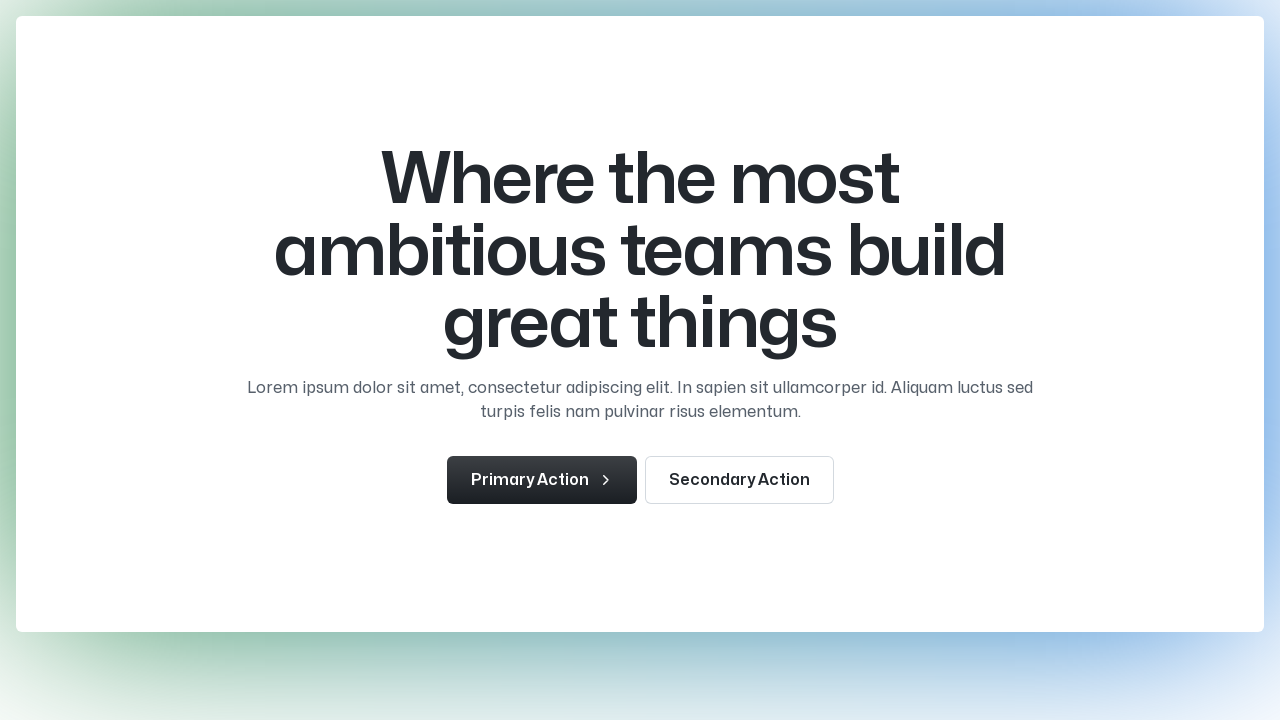 Where the most
ambitious teams build
great things
Lorem ipsum dolor sit amet, consectetur adipiscing elit. In sapien sit ullamcorper id. Aliquam luctus sed
turpis felis nam pulvinar risus elementum.
Primary Action
Secondary Action